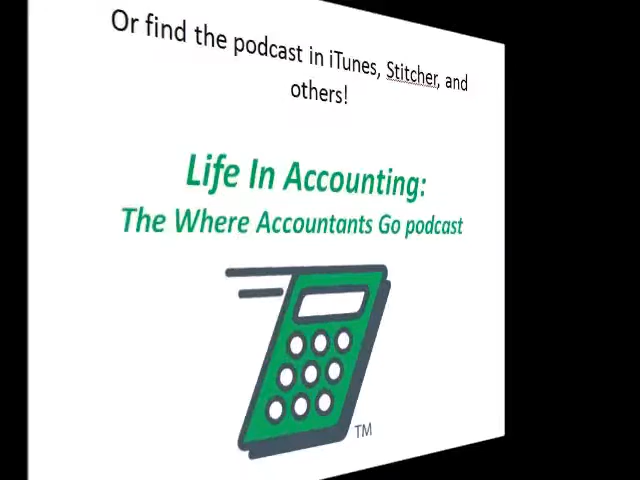 Or find the podcast in iTunes, Stitcher, and
others!
Life In Accounting:
The Where Accountants Go podcast
TM